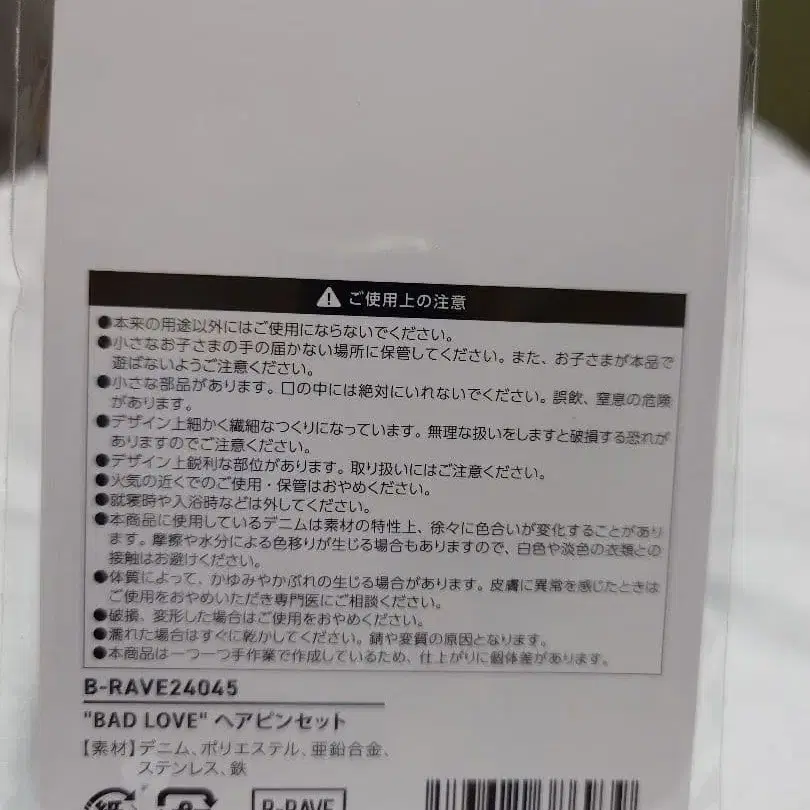 ⚠ ご使用上の注意
●本来の用途以外にはご使用にならないでください。
●小さなお子さまの手の届かない場所に保管してください。また、お子さまが本品で
遊ばないようご注意ください。
●小さな部品があります。口の中には絶対にいれないでください。誤飲、窒息の危険
があります。
●デザイン上細かく繊細なつくりになっています。無理な扱いをしますと破損する恐れが
ありますのでご注意ください。
●デザイン上鋭利な部位があります。取り扱いにはご注意ください。
●火気の近くでのご使用・保管はおやめください。
●就寝時や入浴時などは外してください。
●本商品に使用しているデニムは素材の特性上、徐々に色合いが変化することがあり
ます。摩擦や水分による色移りが生じる場合もありますので、白色や淡色の衣類との
接触はお避けください。
●体質によって、かゆみやかぶれの生じる場合があります。皮膚に異常を感じたときは
ご使用をおやめいただき専門医にご相談ください。
●破損、変形した場合はご使用をおやめください。
●濡れた場合はすぐに乾かしてください。錆や変質の原因となります。
●本商品は一つ一つ手作業で作成しているため、仕上がりに個体差があります。
B-RAVE24045
"BAD LOVE" ヘアピンセット
【素材】デニム、ポリエステル、亜鉛合金、
ステンレス、鉄
紙
B-RAVE